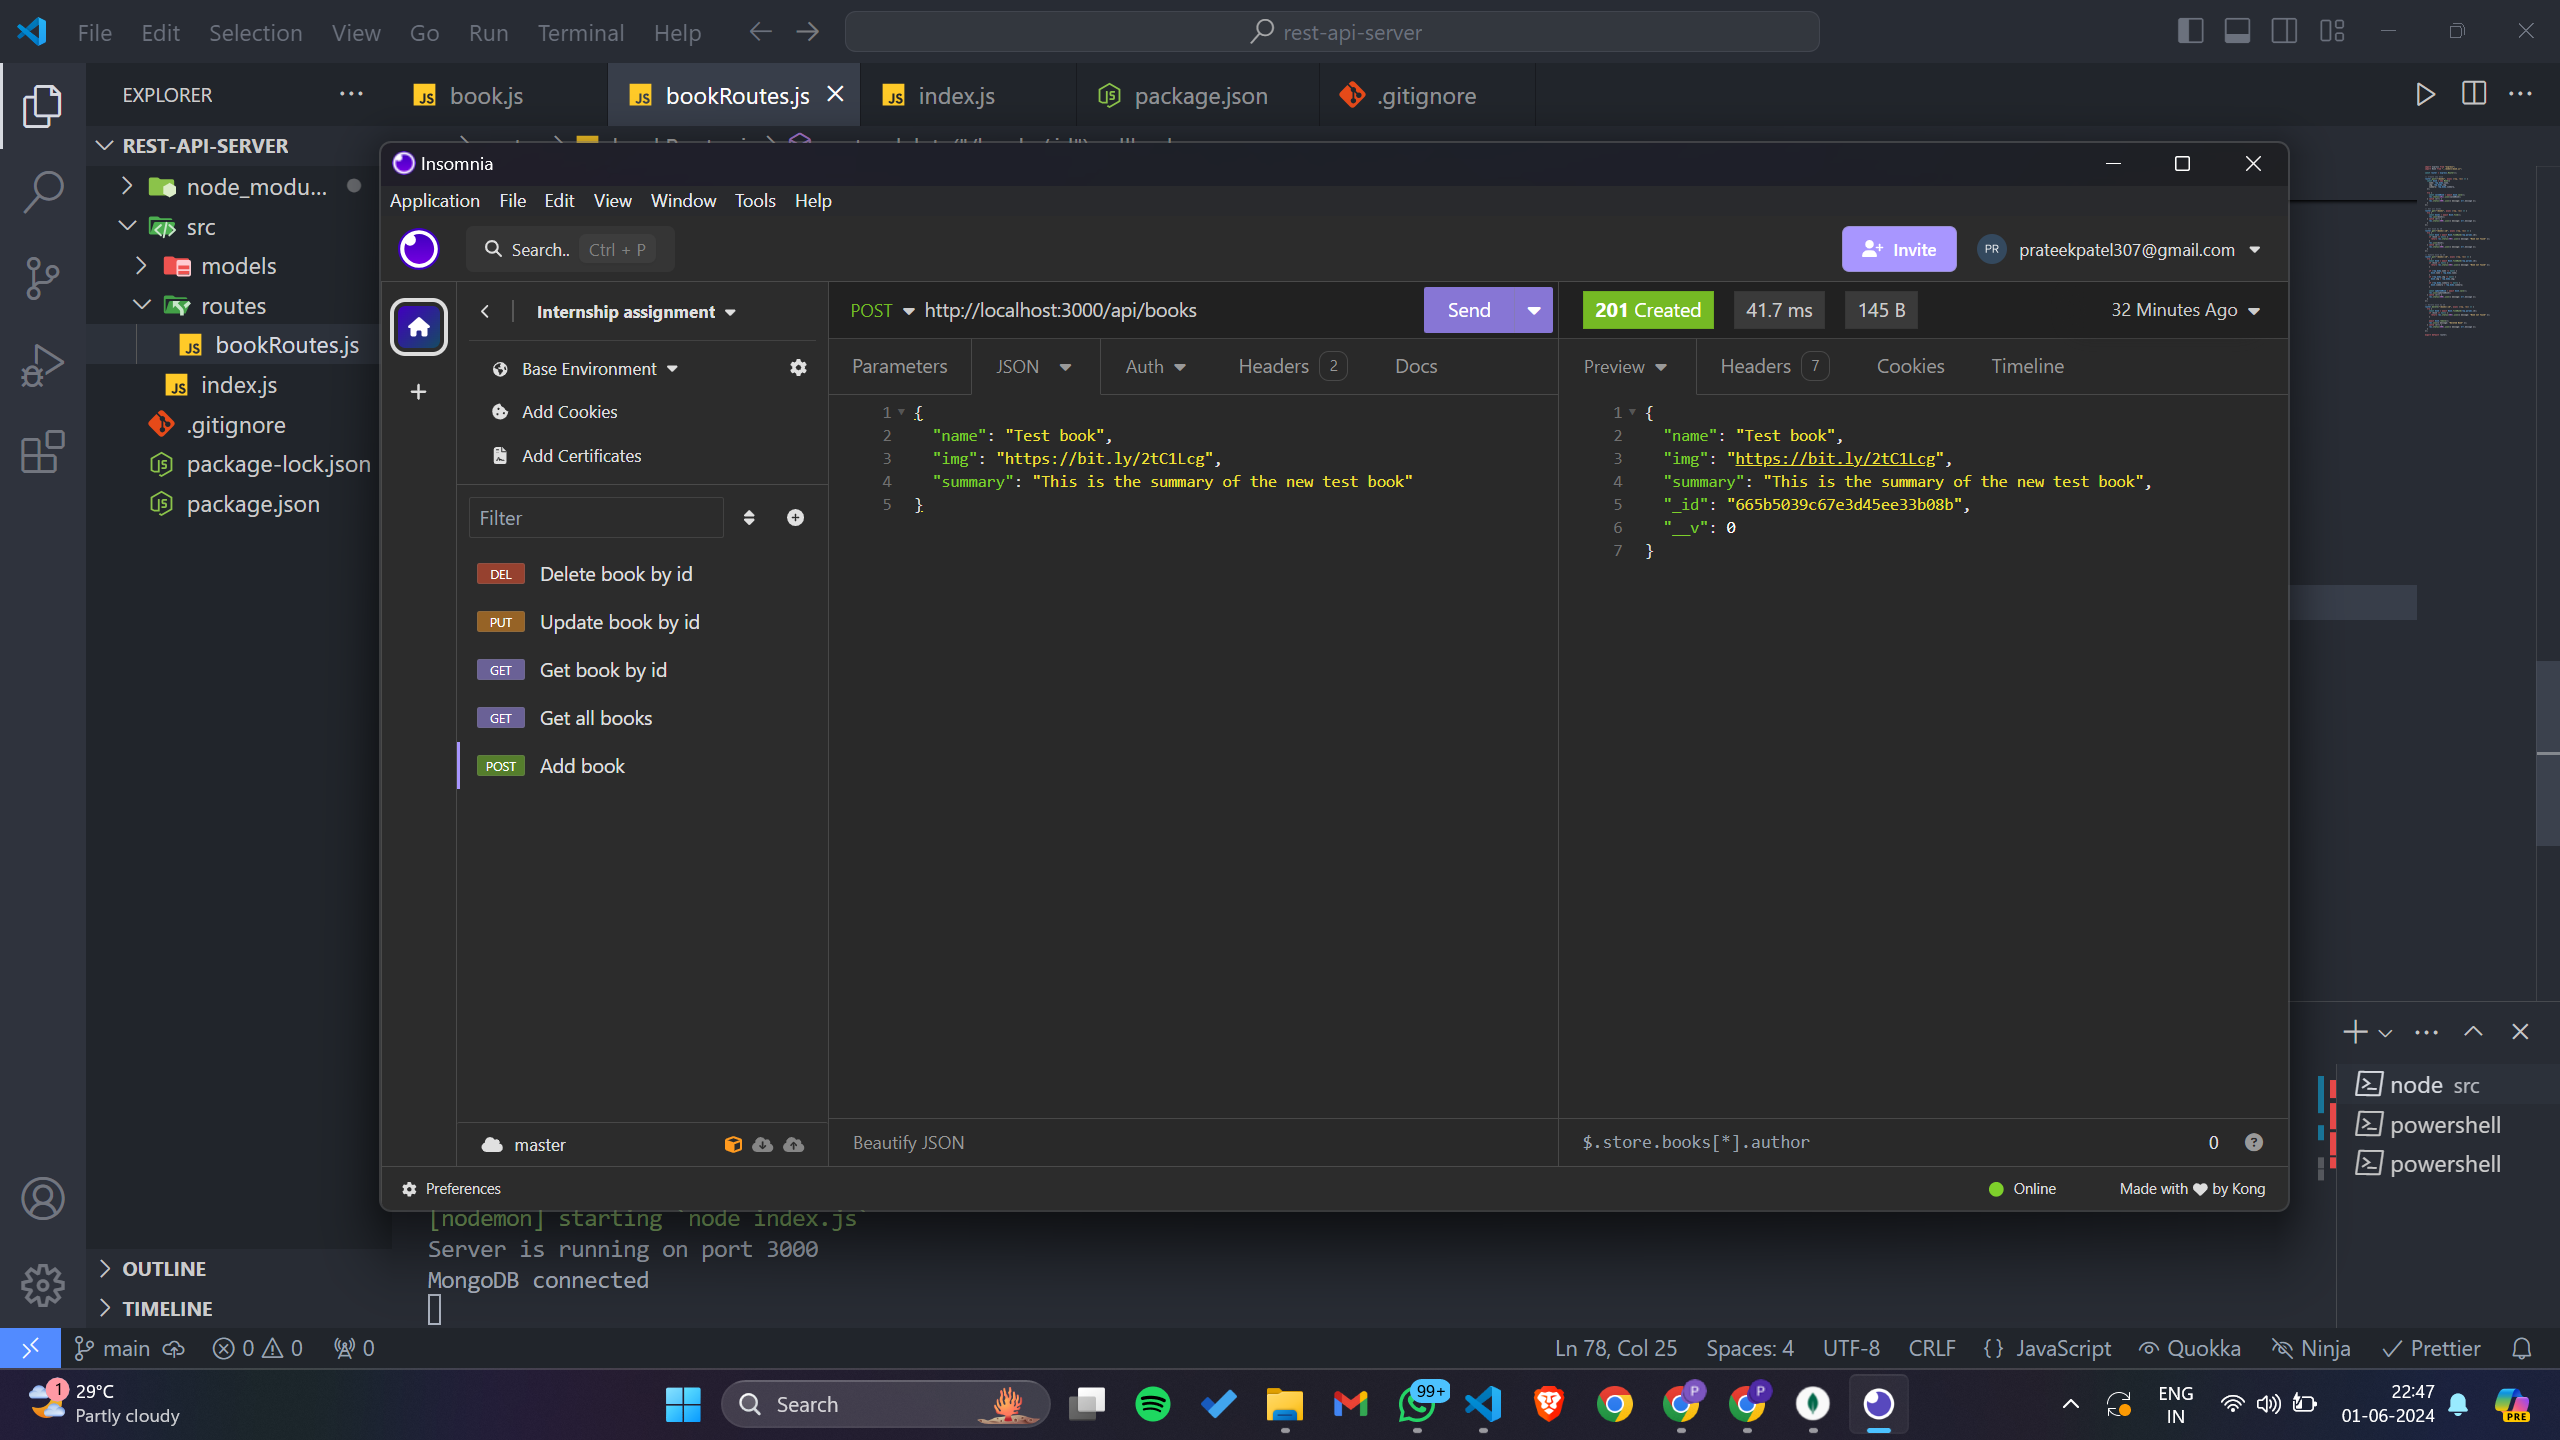 File Edit Selection View Go Run Terminal Help
rest-api-server
EXPLORER
book.js
bookRoutes.js
index.js
package.json
.gitignore
REST-API-SERVER
node_modu...
src
models
routes
bookRoutes.js
index.js
.gitignore
package-lock.json
package.json
OUTLINE
TIMELINE
Insomnia
Application File Edit View Window Tools Help
Search.. Ctrl + P
Invite
PR prateekpatel307@gmail.com
Internship assignment
Base Environment
Add Cookies
Add Certificates
Filter
DEL Delete book by id
PUT Update book by id
GET Get book by id
GET Get all books
POST Add book
master
Preferences
POST http://localhost:3000/api/books
Send
Parameters JSON Auth Headers 2 Docs
1 {
2 "name": "Test book",
3 "img": "https://bit.ly/2tC1Lcg",
4 "summary": "This is the summary of the new test book"
5 }
Beautify JSON
201 Created 41.7 ms 145 B 32 Minutes Ago
Preview Headers 7 Cookies Timeline
1 {
2 "name": "Test book",
3 "img": "https://bit.ly/2tC1Lcg",
4 "summary": "This is the summary of the new test book",
5 "_id": "665b5039c67e3d45ee33b08b",
6 "__v": 0
7 }
$.store.books[*].author 0
Online Made with ❤ by Kong
node src
powershell
powershell
[nodemon] starting `node index.js`
Server is running on port 3000
MongoDB connected
main 0 0 0
Ln 78, Col 25 Spaces: 4 UTF-8 CRLF {} JavaScript Quokka Ninja Prettier
1
29°C
Partly cloudy
Search
99+
P
P
ENG
IN
22:47
01-06-2024
PRE